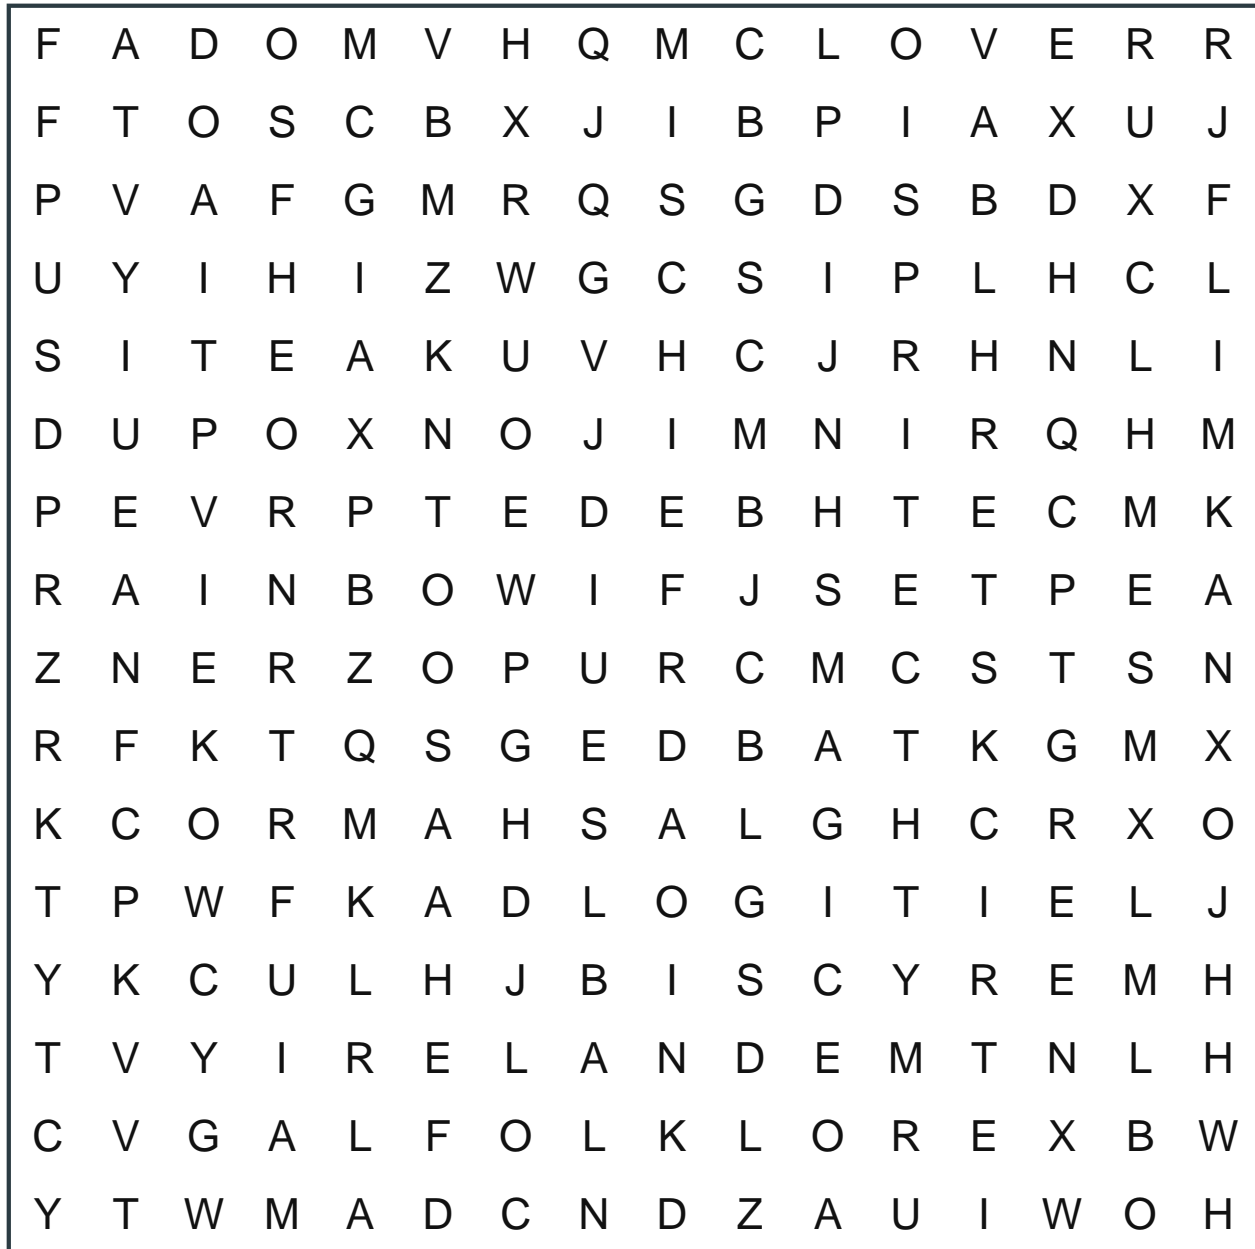 F A D O M V H Q M C L O V E R R
F T O S C B X J I B P I A X U J
P V A F G M R Q S G D S B D X F
U Y I H I Z W G C S I P L H C L
S I T E A K U V H C J R H N L I
D U P O X N O J I M N I R Q H M
P E V R P T E D E B H T E C M K
R A I N B O W I F J S E T P E A
Z N E R Z O P U R C M C S T S N
R F K T Q S G E D B A T K G M X
K C O R M A H S A L G H C R X O
T P W F K A D L O G I T I E L J
Y K C U L H J B I S C Y R E M H
T V Y I R E L A N D E M T N L H
C V G A L F O L K L O R E X B W
Y T W M A D C N D Z A U I W O H